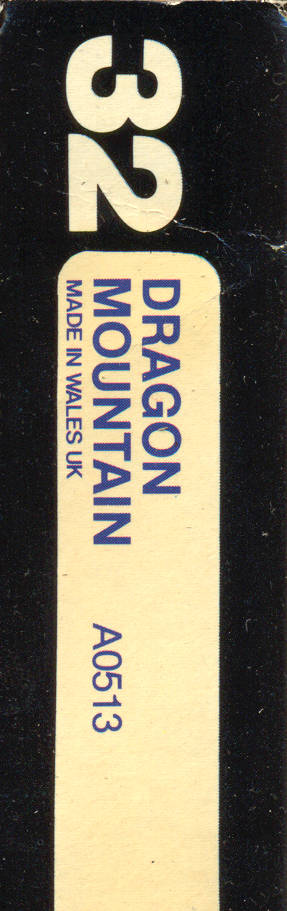 32
DRAGON
MOUNTAIN A0513
MADE IN WALES UK